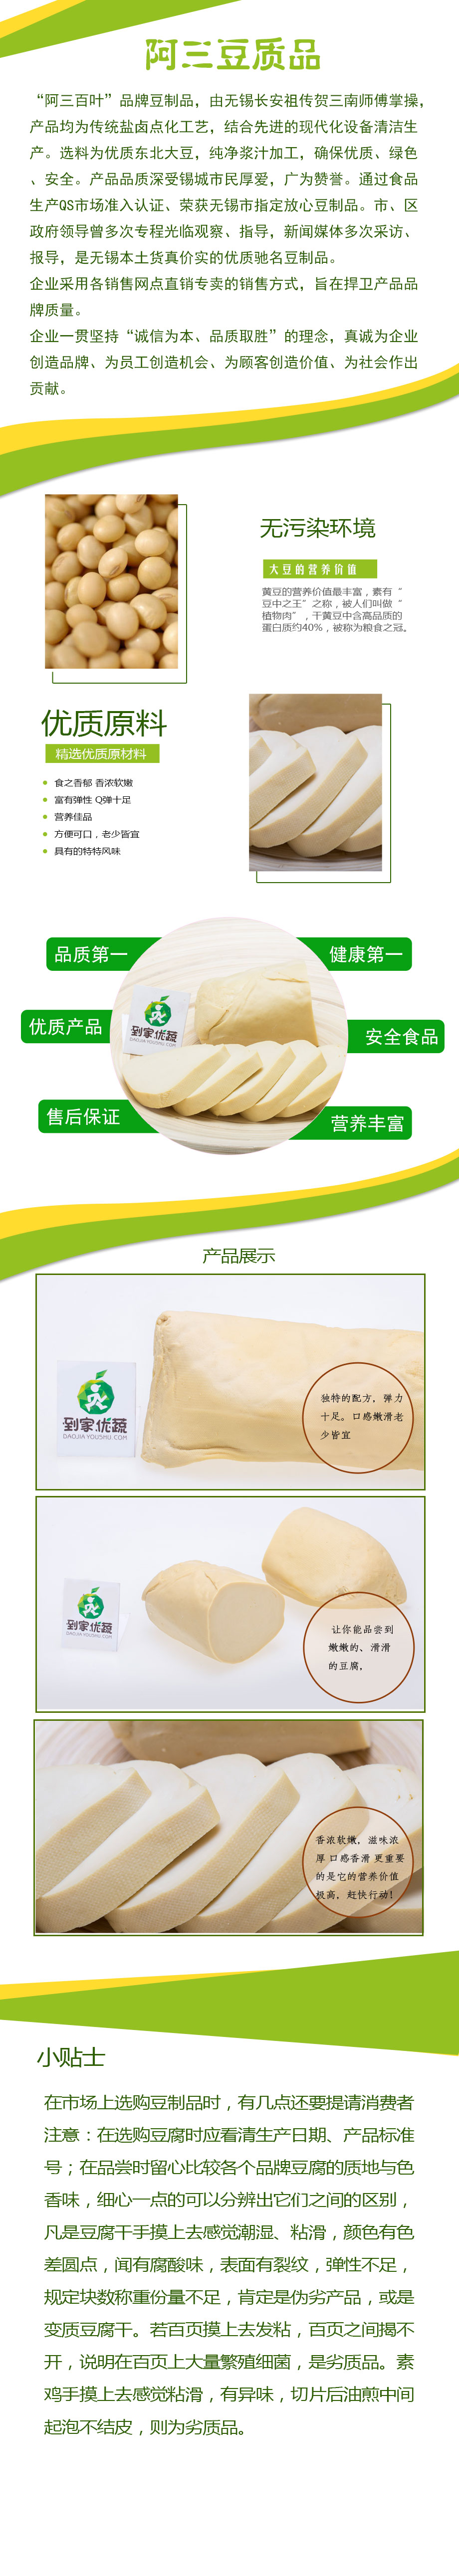 阿三豆质品
“阿三百叶”品牌豆制品，由无锡长安祖传贺三南师傅掌操，
产品均为传统盐卤点化工艺，结合先进的现代化设备清洁生
产。选料为优质东北大豆，纯净浆汁加工，确保优质、绿色
、安全。产品品质深受锡城市民厚爱，广为赞誉。通过食品
生产QS市场准入认证、荣获无锡市指定放心豆制品。市、区
政府领导曾多次专程光临观察、指导，新闻媒体多次采访、
报导，是无锡本土货真价实的优质驰名豆制品。
企业采用各销售网点直销专卖的销售方式，旨在捍卫产品品
牌质量。
企业一贯坚持“诚信为本、品质取胜”的理念，真诚为企业
创造品牌、为员工创造机会、为顾客创造价值、为社会作出
贡献。
无污染环境
大豆的营养价值
黄豆的营养价值最丰富，素有“
豆中之王”之称，被人们叫做“
植物肉”，干黄豆中含高品质的
蛋白质约40%，被称为粮食之冠。
优质原料
精选优质原材料
食之香郁 香浓软嫩
富有弹性 Q弹十足
营养佳品
方便可口，老少皆宜
具有的特特风味
品质第一
健康第一
优质产品
安全食品
售后保证
营养丰富
到家优蔬
DAOJIA-YOUSHU.COM
产品展示
到家优蔬
DAOJIA-YOUSHU.COM
独特的配方，弹力
十足。口感嫩滑老
少皆宜
到家优蔬
DAOJIA-YOUSHU.COM
让你能品尝到
嫩嫩的、滑滑
的豆腐，
香浓软嫩，滋味浓
厚 口感香滑 更重要
的是它的营养价值
极高，赶快行动！
小贴士
在市场上选购豆制品时，有几点还要提请消费者
注意：在选购豆腐时应看清生产日期、产品标准
号；在品尝时留心比较各个品牌豆腐的质地与色
香味，细心一点的可以分辨出它们之间的区别，
凡是豆腐干手摸上去感觉潮湿、粘滑，颜色有色
差圆点，闻有腐酸味，表面有裂纹，弹性不足，
规定块数称重份量不足，肯定是伪劣产品，或是
变质豆腐干。若百页摸上去发粘，百页之间揭不
开，说明在百页上大量繁殖细菌，是劣质品。素
鸡手摸上去感觉粘滑，有异味，切片后油煎中间
起泡不结皮，则为劣质品。